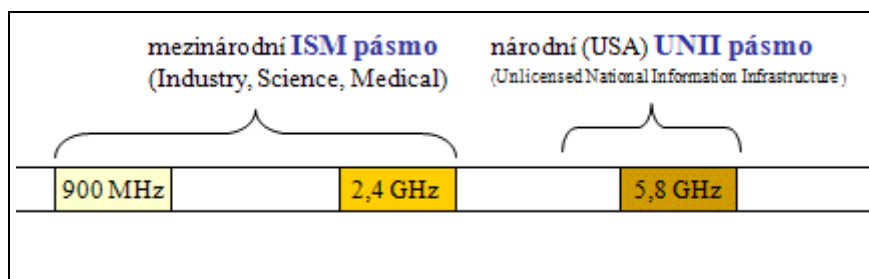 mezinárodní ISM pásmo
(Industry, Science, Medical)
národní (USA) UNII pásmo
(Unlicensed National Information Infrastructure)
900 MHz
2,4 GHz
5,8 GHz